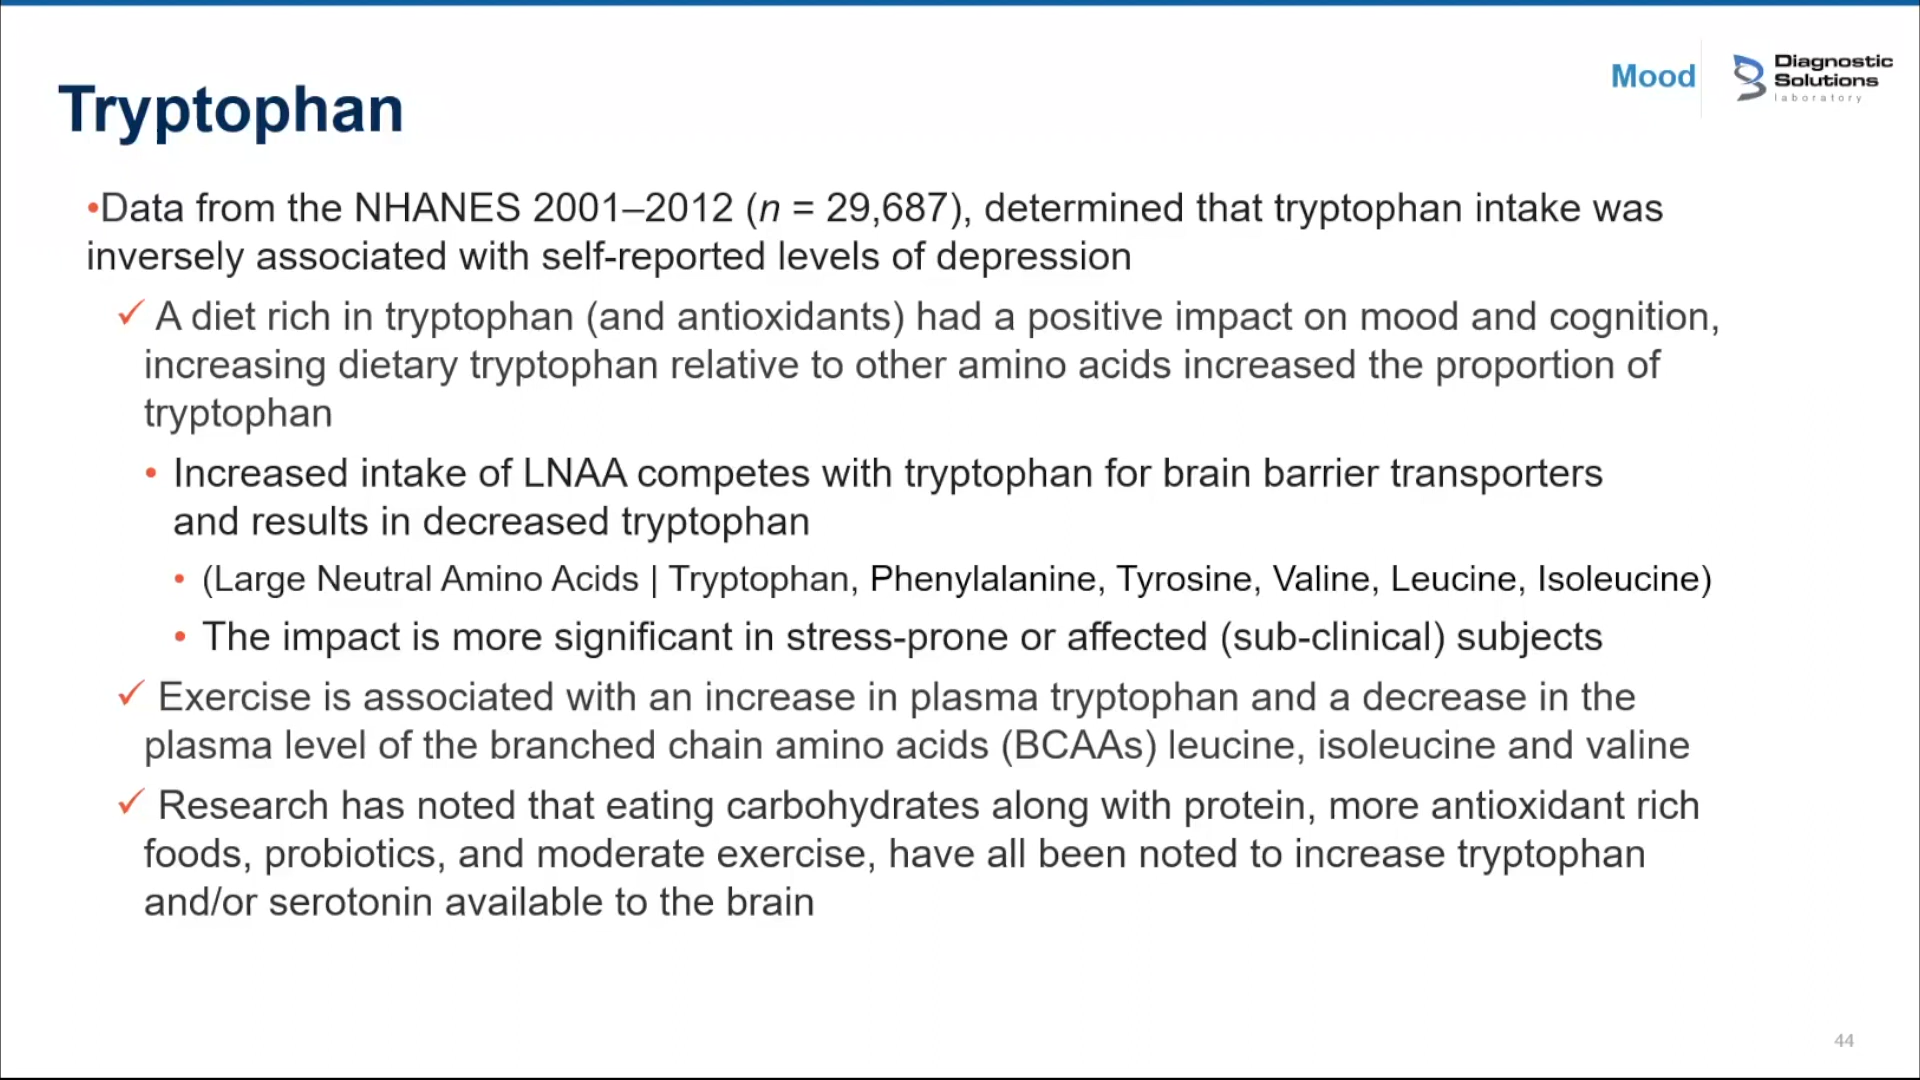 Mood
Diagnostic
Solutions
laboratory
Tryptophan
•Data from the NHANES 2001–2012 (n = 29,687), determined that tryptophan intake was
inversely associated with self-reported levels of depression
✓ A diet rich in tryptophan (and antioxidants) had a positive impact on mood and cognition,
increasing dietary tryptophan relative to other amino acids increased the proportion of
tryptophan
• Increased intake of LNAA competes with tryptophan for brain barrier transporters
and results in decreased tryptophan
• (Large Neutral Amino Acids | Tryptophan, Phenylalanine, Tyrosine, Valine, Leucine, Isoleucine)
• The impact is more significant in stress-prone or affected (sub-clinical) subjects
✓ Exercise is associated with an increase in plasma tryptophan and a decrease in the
plasma level of the branched chain amino acids (BCAAs) leucine, isoleucine and valine
✓ Research has noted that eating carbohydrates along with protein, more antioxidant rich
foods, probiotics, and moderate exercise, have all been noted to increase tryptophan
and/or serotonin available to the brain
44